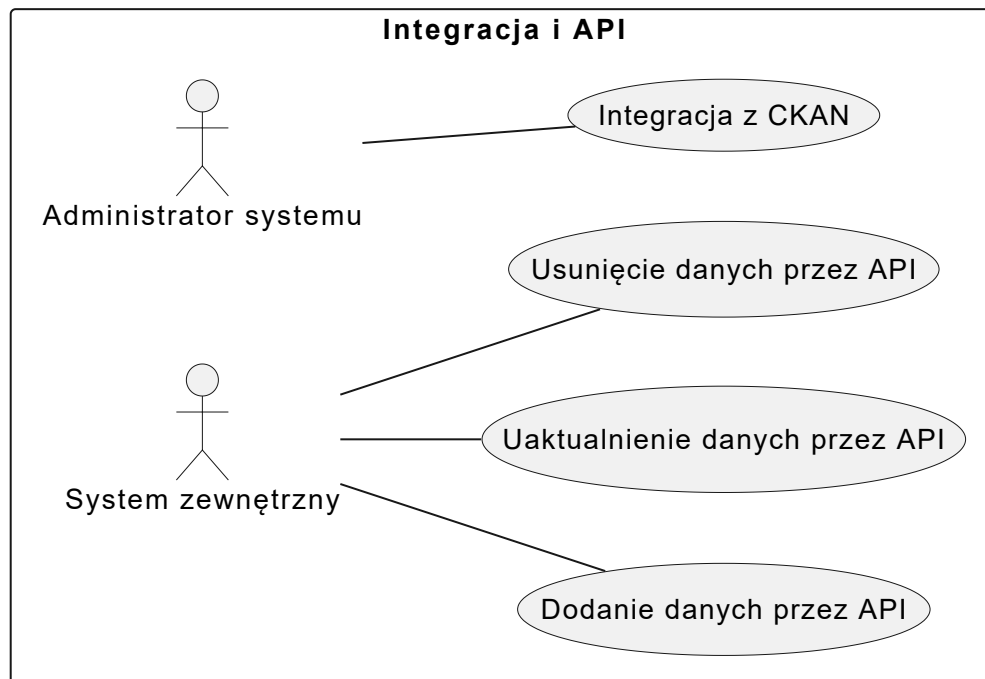 Integracja i API
Integracja z CKAN
Administrator systemu
Usunięcie danych przez API
Uaktualnienie danych przez API
System zewnętrzny
Dodanie danych przez API